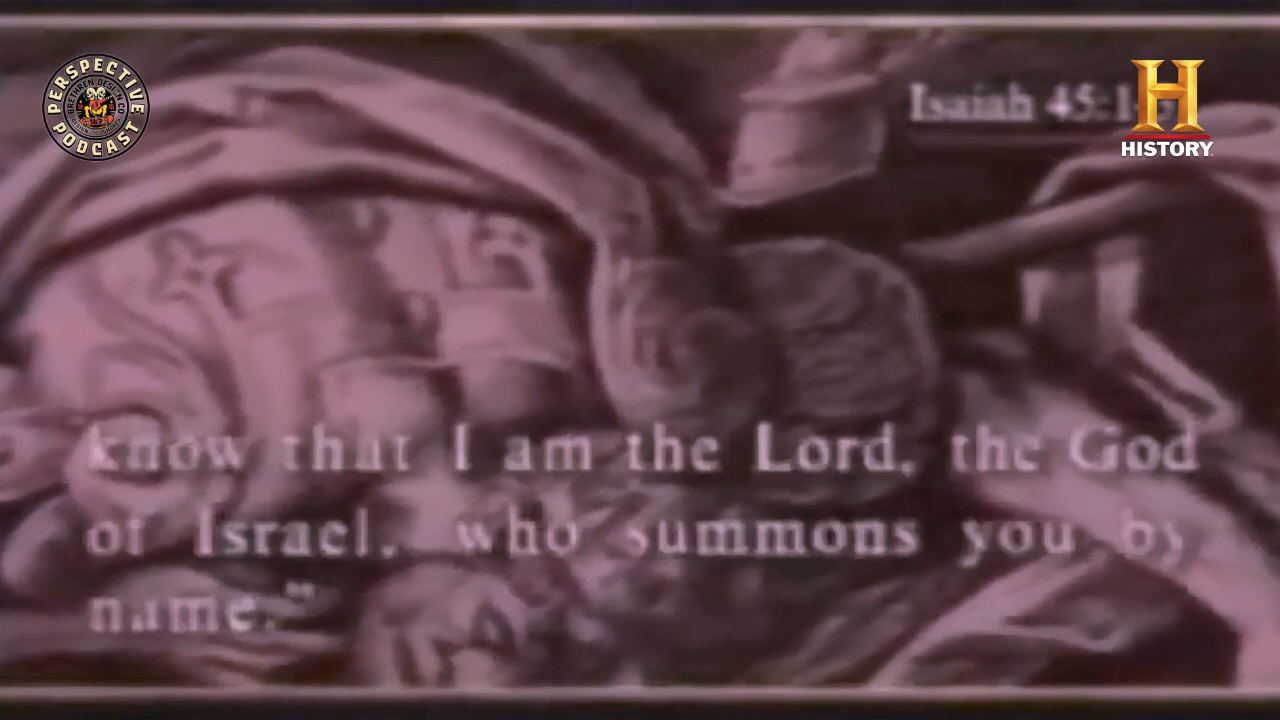 PERSPECTIVE
PODCAST
HISTORY
Isaiah 45:1
know that I am the Lord, the God
of Israel, who summons you by
name."